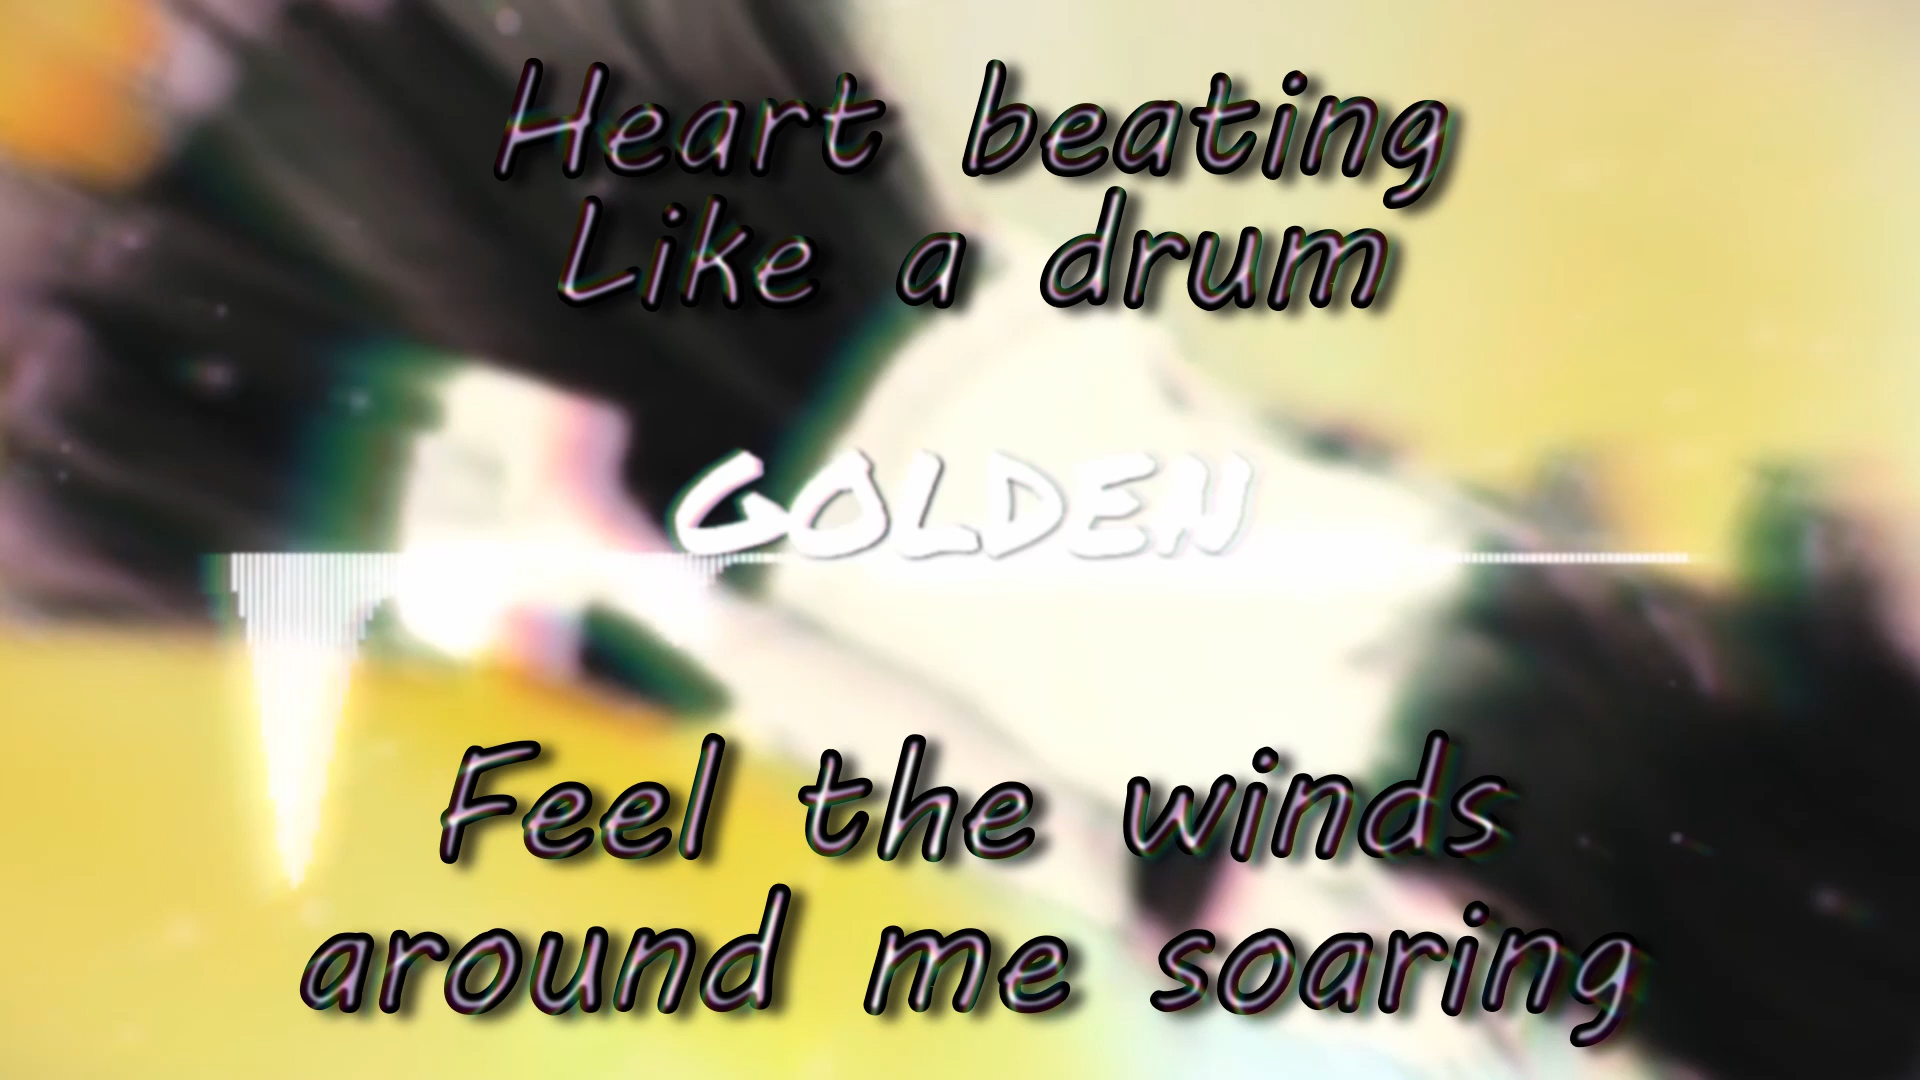 Heart beating
Like a drum
GOLDEN
Feel the winds
around me soaring